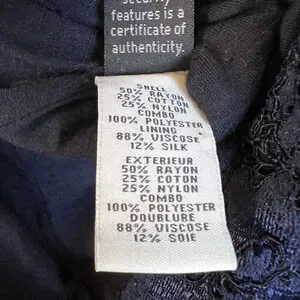 security
features is a
certificate of
authenticity.
SHELL
50% RAYON
25% COTTON
25% NYLON
COMBO
100% POLYESTER
LINING
88% VISCOSE
12% SILK
EXTERIEUR
50% RAYON
25% COTON
25% NYLON
COMBO
100% POLYESTER
DOUBLURE
88% VISCOSE
12% SOIE